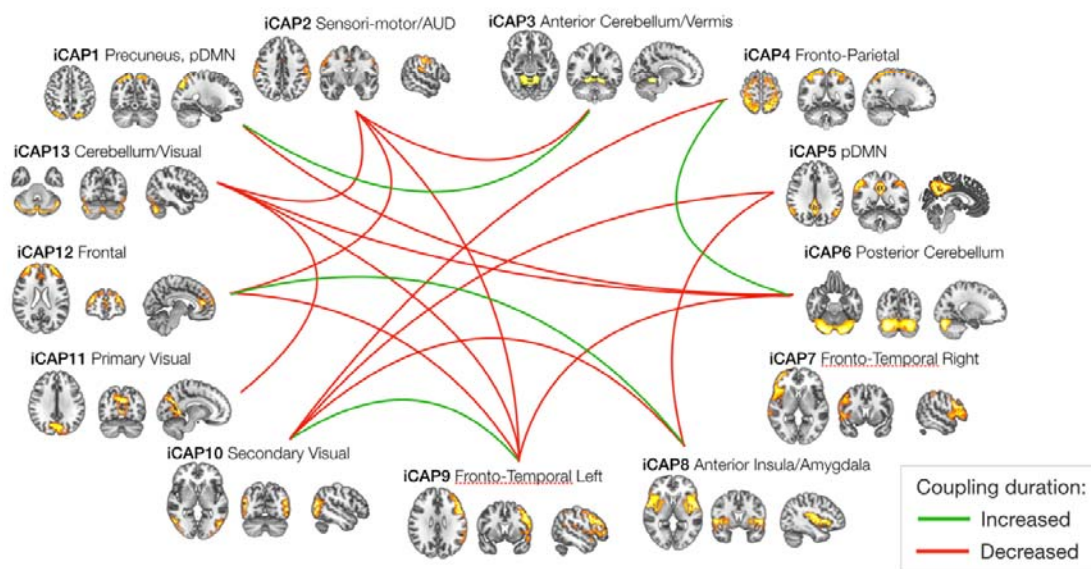 iCAP1 Precuneus, pDMN
iCAP2 Sensori-motor/AUD
iCAP3 Anterior Cerebellum/Vermis
iCAP4 Fronto-Parietal
iCAP13 Cerebellum/Visual
iCAP5 pDMN
iCAP12 Frontal
iCAP6 Posterior Cerebellum
iCAP11 Primary Visual
iCAP7 Fronto-Temporal Right
iCAP10 Secondary Visual
iCAP9 Fronto-Temporal Left
iCAP8 Anterior Insula/Amygdala
Coupling duration:
Increased
Decreased